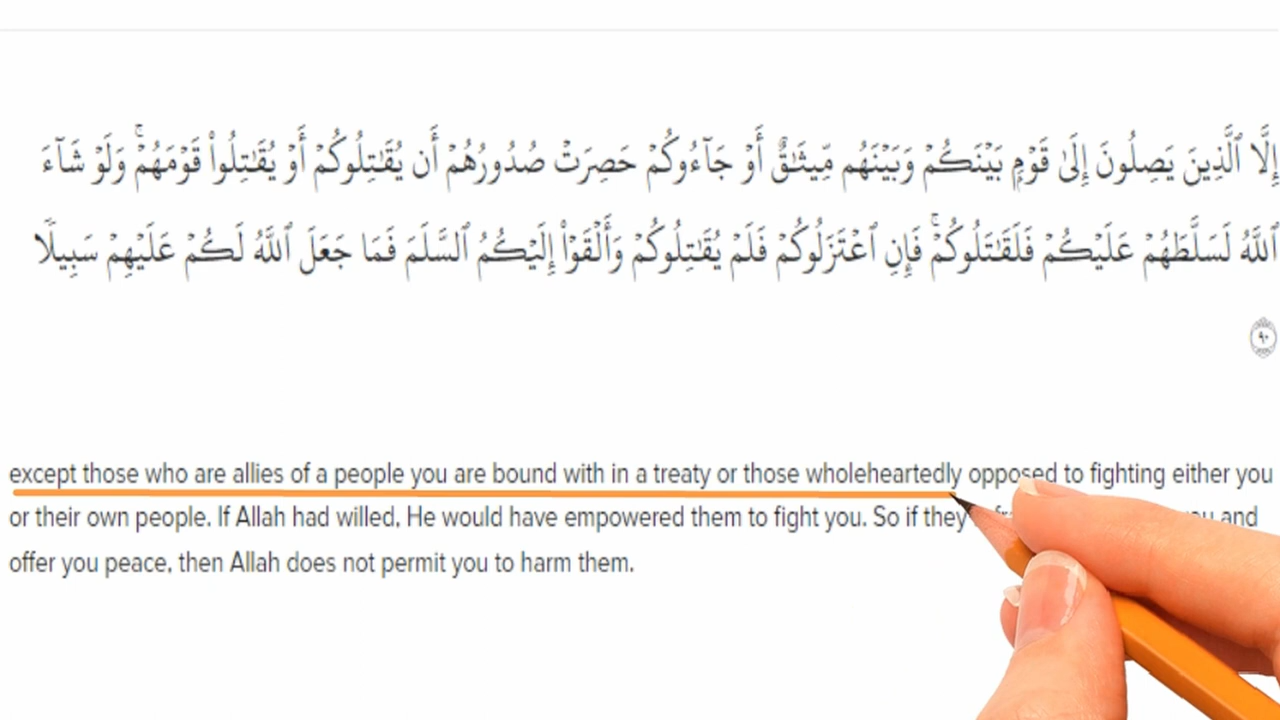 إِلَّا ٱلَّذِينَ يَصِلُونَ إِلَىٰ قَوْمٍۭ بَيْنَكُمْ وَبَيْنَهُم مِّيثَـٰقٌ أَوْ جَآءُوكُمْ حَصِرَتْ صُدُورُهُمْ أَن يُقَـٰتِلُوكُمْ أَوْ يُقَـٰتِلُوا۟ قَوْمَهُمْ ۚ وَلَوْ شَآءَ
ٱللَّهُ لَسَلَّطَهُمْ عَلَيْكُمْ فَلَقَـٰتَلُوكُمْ ۚ فَإِنِ ٱعْتَزَلُوكُمْ فَلَمْ يُقَـٰتِلُوكُمْ وَأَلْقَوْا۟ إِلَيْكُمُ ٱلسَّلَمَ فَمَا جَعَلَ ٱللَّهُ لَكُمْ عَلَيْهِمْ سَبِيلًا
٩٠
except those who are allies of a people you are bound with in a treaty or those wholeheartedly opposed to fighting either you
or their own people. If Allah had willed, He would have empowered them to fight you. So if they and
offer you peace, then Allah does not permit you to harm them.